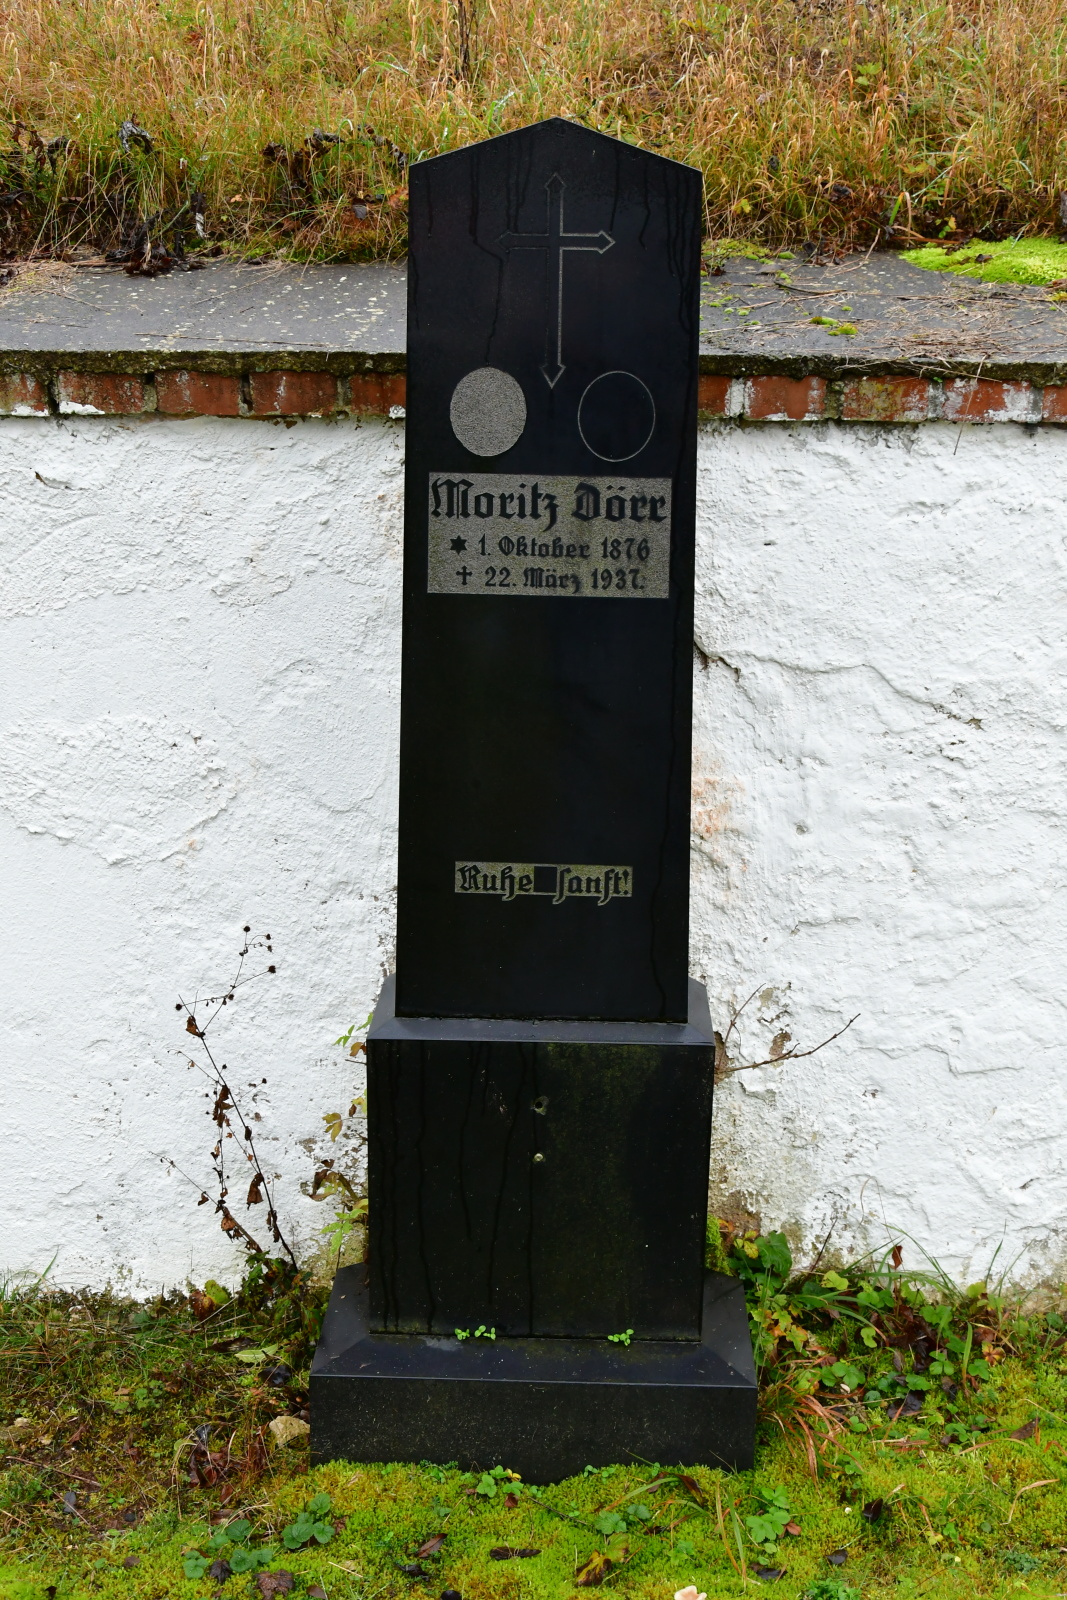 Moritz Dörr
✶ 1. Oktober 1876
✝ 22. März 1937.
Ruhe sanft!